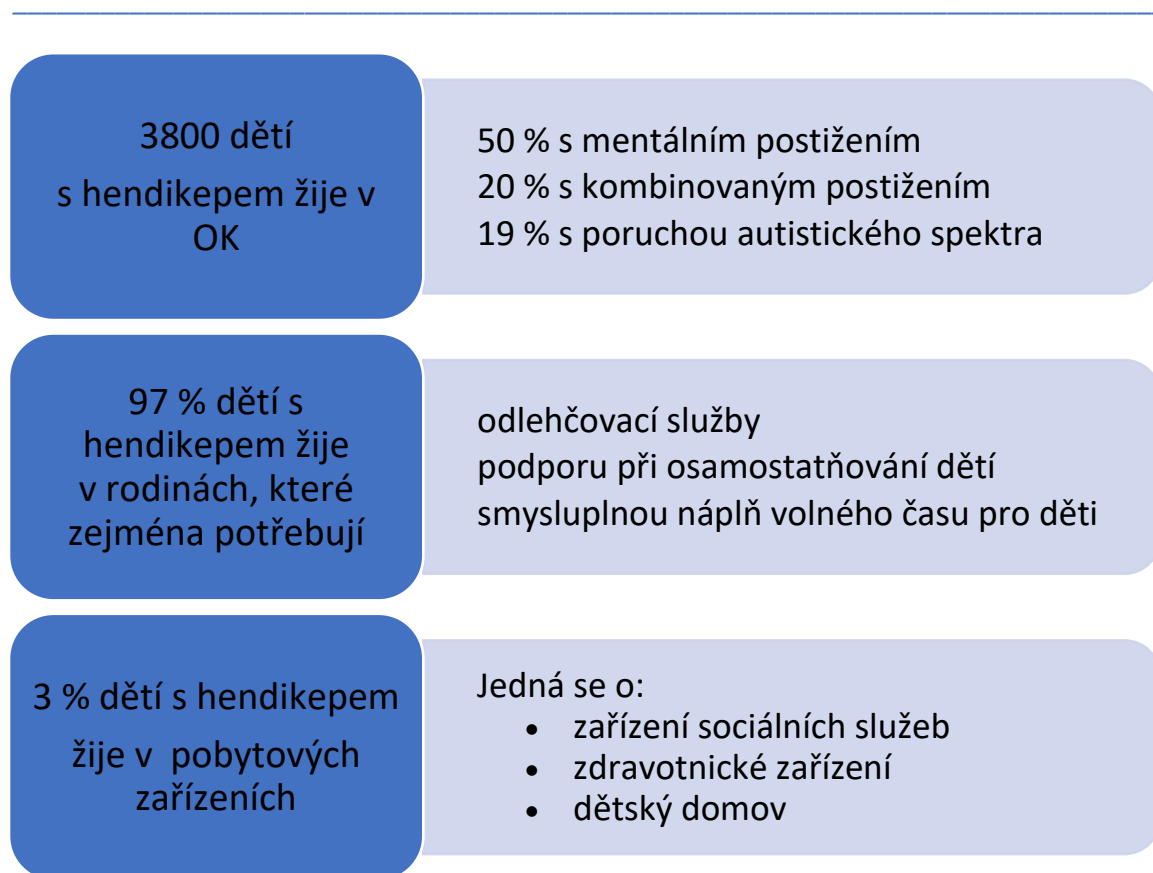 3800 dětí
s hendikepem žije v
OK
50 % s mentálním postižením
20 % s kombinovaným postižením
19 % s poruchou autistického spektra
97 % dětí s
hendikepem žije
v rodinách, které
zejména potřebují
odlehčovací služby
podporu při osamostatňování dětí
smysluplnou náplň volného času pro děti
3 % dětí s hendikepem
žije v pobytových
zařízeních
Jedná se o:
• zařízení sociálních služeb
• zdravotnické zařízení
• dětský domov